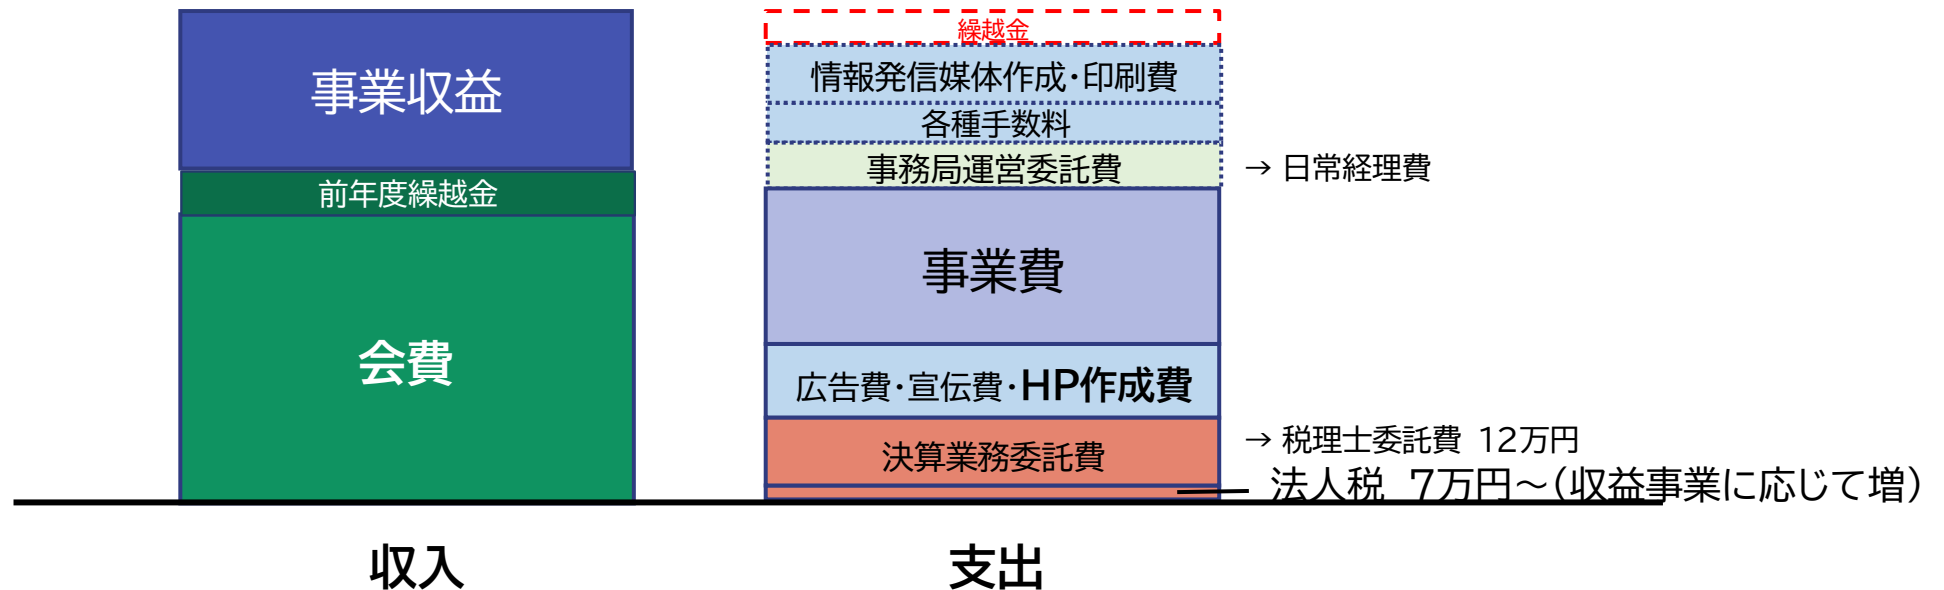 事業収益
前年度繰越金
会費
収入
繰越金
情報発信媒体作成・印刷費
各種手数料
事務局運営委託費
→ 日常経理費
事業費
広告費・宣伝費・HP作成費
決算業務委託費
→ 税理士委託費 12万円
法人税 7万円～（収益事業に応じて増）
支出